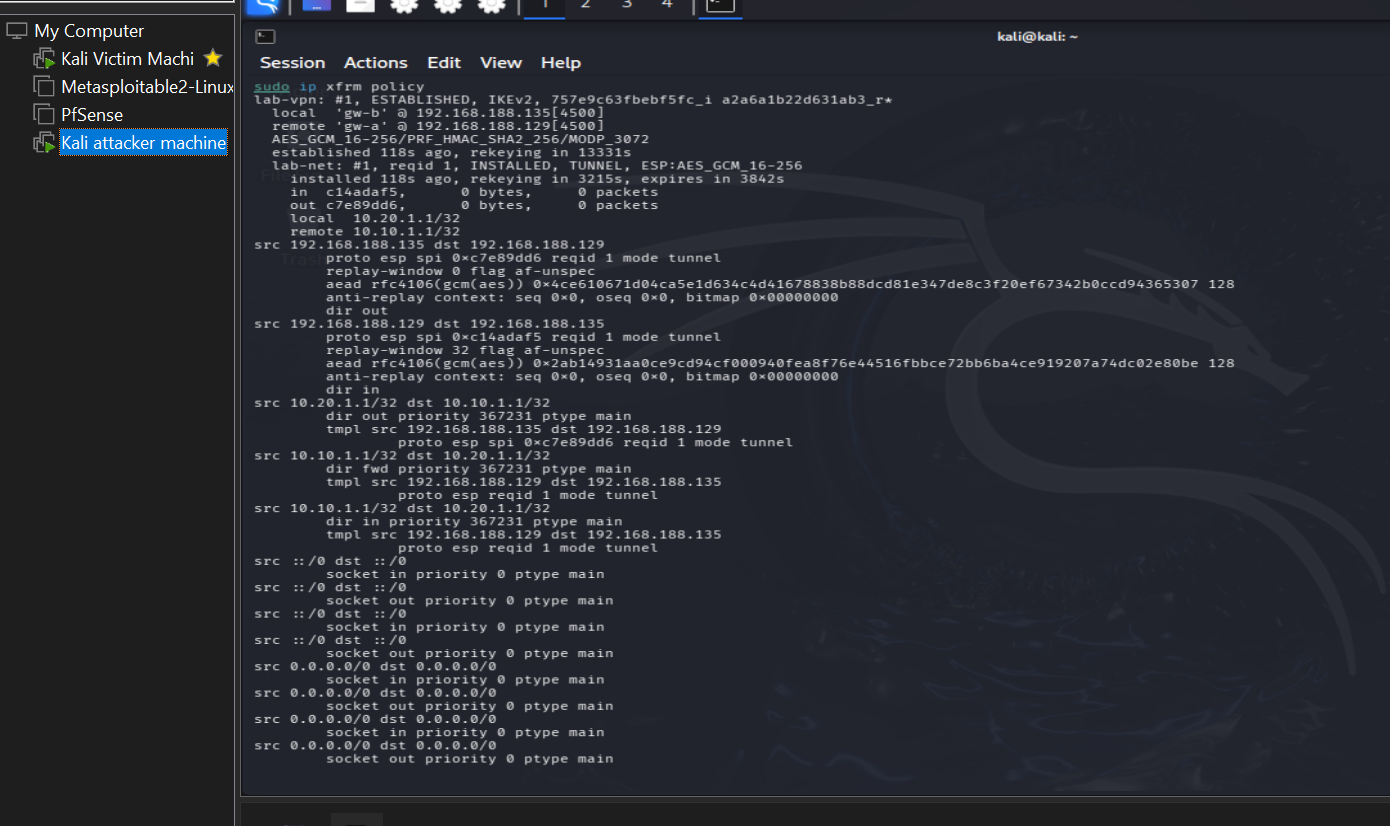 My Computer
Kali Victim Machi
Metasploitable2-Linux
PfSense
Kali attacker machine
1 2 3 4
kali@kali: ~
Session Actions Edit View Help
sudo ip xfrm policy
lab-vpn: #1, ESTABLISHED, IKEv2, 757e9c63fbebf5fc_i a2a6a1b22d631ab3_r*
local 'gw-b' @ 192.168.188.135[4500]
remote 'gw-a' @ 192.168.188.129[4500]
AES_GCM_16-256/PRF_HMAC_SHA2_256/MODP_3072
established 118s ago, rekeying in 13331s
lab-net: #1, reqid 1, INSTALLED, TUNNEL, ESP:AES_GCM_16-256
installed 118s ago, rekeying in 3215s, expires in 3842s
in c14adaf5, 0 bytes, 0 packets
out c7e89dd6, 0 bytes, 0 packets
local 10.20.1.1/32
remote 10.10.1.1/32
src 192.168.188.135 dst 192.168.188.129
proto esp spi 0xc7e89dd6 reqid 1 mode tunnel
replay-window 0 flag af-unspec
aead rfc4106(gcm(aes)) 0x4ce610671d04ca5e1d634c4d41678838b88dcd81e347de8c3f20ef67342b0ccd94365307 128
anti-replay context: seq 0x0, oseq 0x0, bitmap 0x00000000
dir out
src 192.168.188.129 dst 192.168.188.135
proto esp spi 0xc14adaf5 reqid 1 mode tunnel
replay-window 32 flag af-unspec
aead rfc4106(gcm(aes)) 0x2ab14931aa0ce9cd94cf000940fea8f76e44516fbbce72bb6ba4ce919207a74dc02e80be 128
anti-replay context: seq 0x0, oseq 0x0, bitmap 0x00000000
dir in
src 10.20.1.1/32 dst 10.10.1.1/32
dir out priority 367231 ptype main
tmpl src 192.168.188.135 dst 192.168.188.129
proto esp spi 0xc7e89dd6 reqid 1 mode tunnel
src 10.10.1.1/32 dst 10.20.1.1/32
dir fwd priority 367231 ptype main
tmpl src 192.168.188.129 dst 192.168.188.135
proto esp reqid 1 mode tunnel
src 10.10.1.1/32 dst 10.20.1.1/32
dir in priority 367231 ptype main
tmpl src 192.168.188.129 dst 192.168.188.135
proto esp reqid 1 mode tunnel
src ::/0 dst ::/0
socket in priority 0 ptype main
src ::/0 dst ::/0
socket out priority 0 ptype main
src ::/0 dst ::/0
socket in priority 0 ptype main
src ::/0 dst ::/0
socket out priority 0 ptype main
src 0.0.0.0/0 dst 0.0.0.0/0
socket in priority 0 ptype main
src 0.0.0.0/0 dst 0.0.0.0/0
socket out priority 0 ptype main
src 0.0.0.0/0 dst 0.0.0.0/0
socket in priority 0 ptype main
src 0.0.0.0/0 dst 0.0.0.0/0
socket out priority 0 ptype main